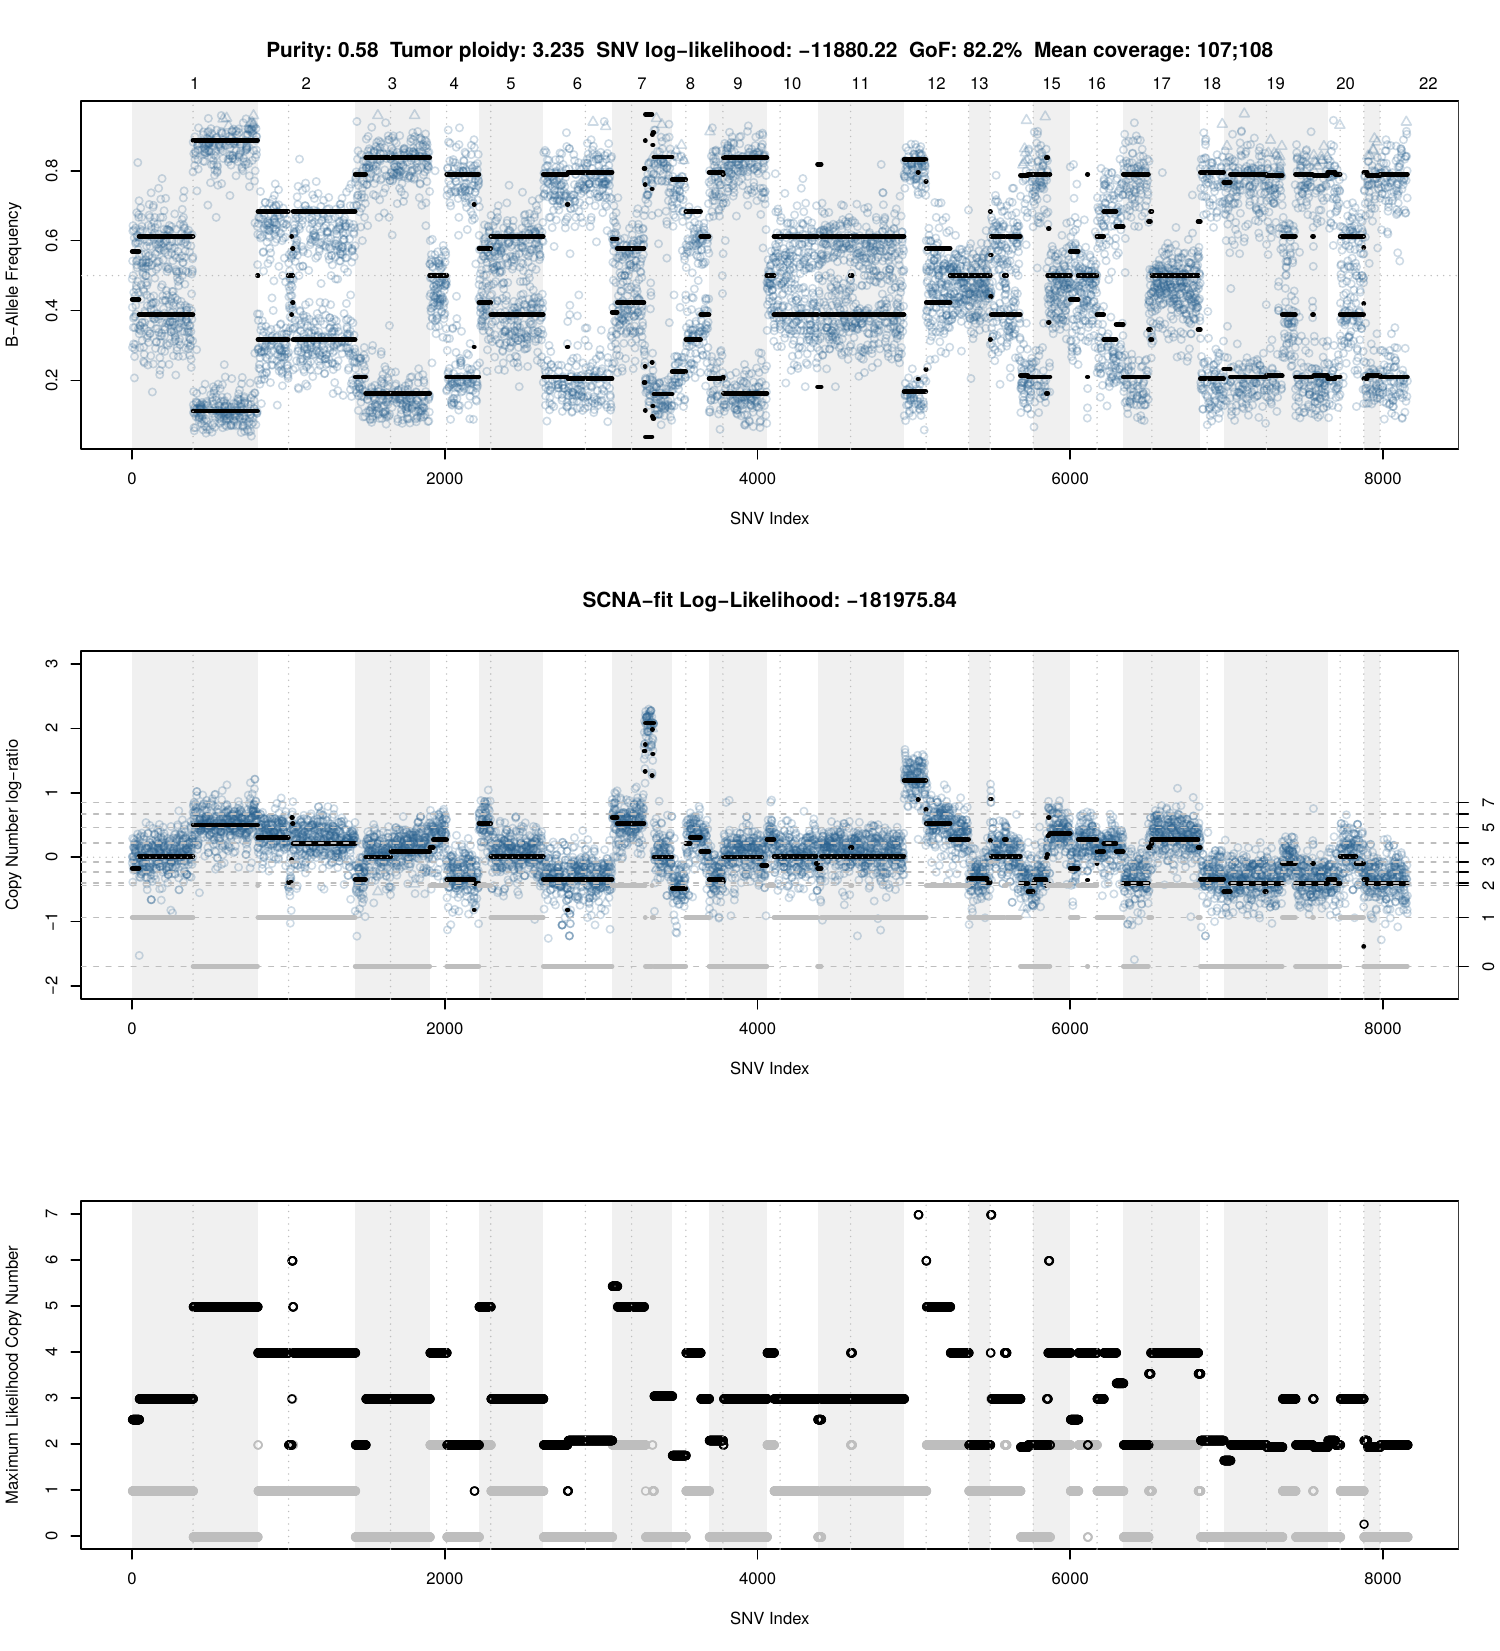 Purity: 0.58 Tumor ploidy: 3.235 SNV log−likelihood: −11880.22 GoF: 82.2% Mean coverage: 107;108
1 2 3 4 5 6 7 8 9 10 11 12 13 15 16 17 18 19 20 22
B−Allele Frequency
0.8
0.6
0.4
0.2
0 2000 4000 6000 8000
SNV Index
SCNA−fit Log−Likelihood: −181975.84
Copy Number log−ratio
3
2
1
0
−1
−2
7
5
3
2
1
0
0 2000 4000 6000 8000
SNV Index
Maximum Likelihood Copy Number
7
6
5
4
3
2
1
0
0 2000 4000 6000 8000
SNV Index